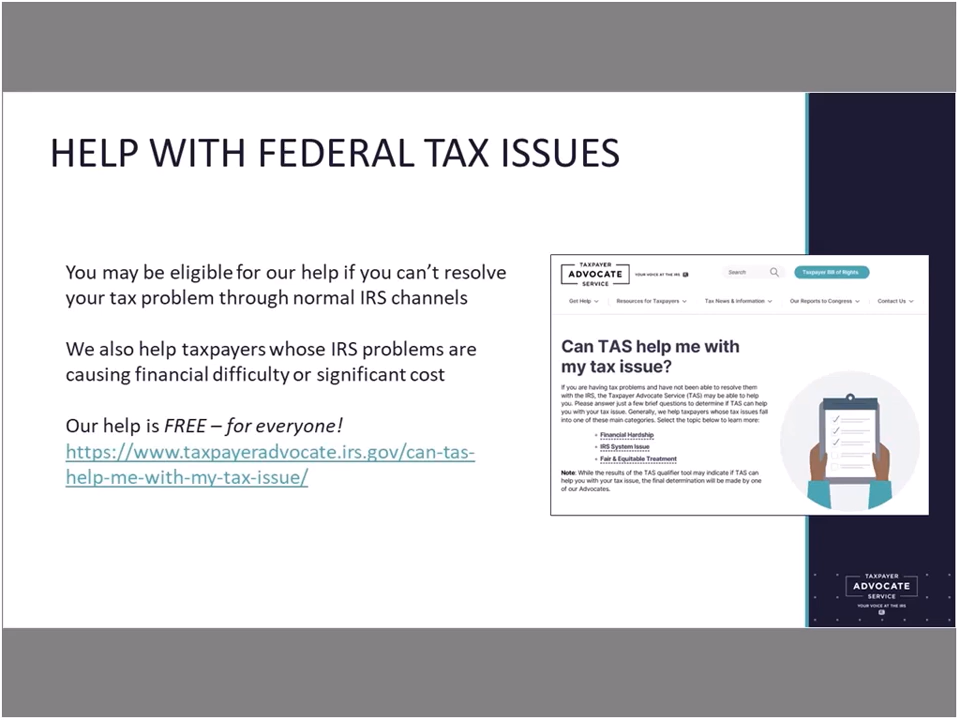 HELP WITH FEDERAL TAX ISSUES
You may be eligible for our help if you can't resolve
your tax problem through normal IRS channels
We also help taxpayers whose IRS problems are
causing financial difficulty or significant cost
Our help is FREE – for everyone!
https://www.taxpayeradvocate.irs.gov/can-tas-
help-me-with-my-tax-issue/
TAXPAYER
ADVOCATE
SERVICE
YOUR VOICE AT THE IRS
Search
Taxpayer Bill of Rights
Get Help
Resources for Taxpayers
Tax News & Information
Our Reports to Congress
Contact Us
Can TAS help me with
my tax issue?
If you are having tax problems and have not been able to resolve them
with the IRS, the Taxpayer Advocate Service (TAS) may be able to help
you. Please answer just a few brief questions to determine if TAS can help
you with your tax issue. Generally, we help taxpayers whose tax issues fall
into one of these main categories. Select the topic below to learn more:
Financial Hardship
IRS System Issue
Fair & Equitable Treatment
Note: While the results of the TAS qualifier tool may indicate if TAS can
help you with your tax issue, the final determination will be made by one
of our Advocates.
TAXPAYER
ADVOCATE
SERVICE
YOUR VOICE AT THE IRS